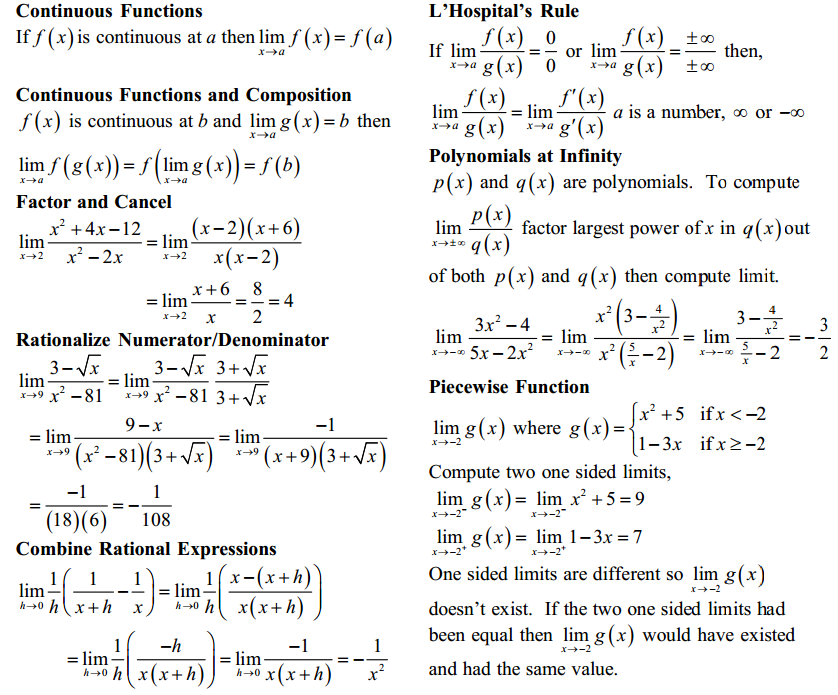 Continuous Functions
If f(x) is continuous at a then lim_{x→a} f(x) = f(a)
Continuous Functions and Composition
f(x) is continuous at b and lim_{x→a} g(x) = b then
lim_{x→a} f(g(x)) = f(lim_{x→a} g(x)) = f(b)
Factor and Cancel
lim_{x→2} (x² + 4x − 12)/(x² − 2x) = lim_{x→2} ((x − 2)(x + 6))/(x(x − 2))
= lim_{x→2} (x + 6)/x = 8/2 = 4
Rationalize Numerator/Denominator
lim_{x→9} (3 − √x)/(x² − 81) = lim_{x→9} (3 − √x)/(x² − 81) (3 + √x)/(3 + √x)
= lim_{x→9} (9 − x)/((x² − 81)(3 + √x)) = lim_{x→9} (−1)/((x + 9)(3 + √x))
= (−1)/((18)(6)) = −1/108
Combine Rational Expressions
lim_{h→0} 1/h (1/(x + h) − 1/x) = lim_{h→0} 1/h ((x − (x + h))/(x(x + h)))
= lim_{h→0} 1/h ((−h)/(x(x + h))) = lim_{h→0} (−1)/(x(x + h)) = −1/x²
L'Hospital's Rule
If lim_{x→a} f(x)/g(x) = 0/0 or lim_{x→a} f(x)/g(x) = ±∞/±∞ then,
lim_{x→a} f(x)/g(x) = lim_{x→a} f′(x)/g′(x) a is a number, ∞ or −∞
Polynomials at Infinity
p(x) and q(x) are polynomials. To compute
lim_{x→±∞} p(x)/q(x) factor largest power of x in q(x) out
of both p(x) and q(x) then compute limit.
lim_{x→−∞} (3x² − 4)/(5x − 2x²) = lim_{x→−∞} (x²(3 − 4/x²))/(x²(5/x − 2)) = lim_{x→−∞} (3 − 4/x²)/(5/x − 2) = −3/2
Piecewise Function
lim_{x→−2} g(x) where g(x) = { x² + 5 if x < −2
1 − 3x if x ≥ −2
Compute two one sided limits,
lim_{x→−2⁻} g(x) = lim_{x→−2⁻} x² + 5 = 9
lim_{x→−2⁺} g(x) = lim_{x→−2⁺} 1 − 3x = 7
One sided limits are different so lim_{x→−2} g(x)
doesn't exist. If the two one sided limits had
been equal then lim_{x→−2} g(x) would have existed
and had the same value.